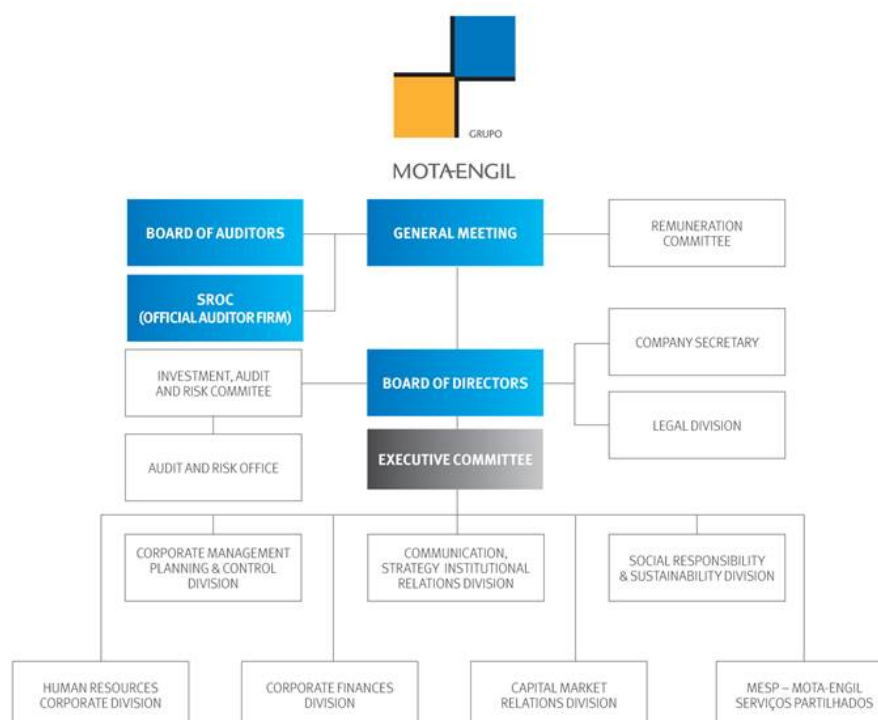 GRUPO
MOTA-ENGIL
BOARD OF AUDITORS
GENERAL MEETING
REMUNERATION
COMMITTEE
SROC
(OFFICIAL AUDITOR FIRM)
COMPANY SECRETARY
INVESTMENT, AUDIT
AND RISK COMMITEE
BOARD OF DIRECTORS
LEGAL DIVISION
AUDIT AND RISK OFFICE
EXECUTIVE COMMITTEE
CORPORATE MANAGEMENT
PLANNING & CONTROL
DIVISION
COMMUNICATION,
STRATEGY INSTITUTIONAL
RELATIONS DIVISION
SOCIAL RESPONSIBILITY
& SUSTAINABILITY DIVISION
HUMAN RESOURCES
CORPORATE DIVISION
CORPORATE FINANCES
DIVISION
CAPITAL MARKET
RELATIONS DIVISION
MESP – MOTA-ENGIL
SERVIÇOS PARTILHADOS